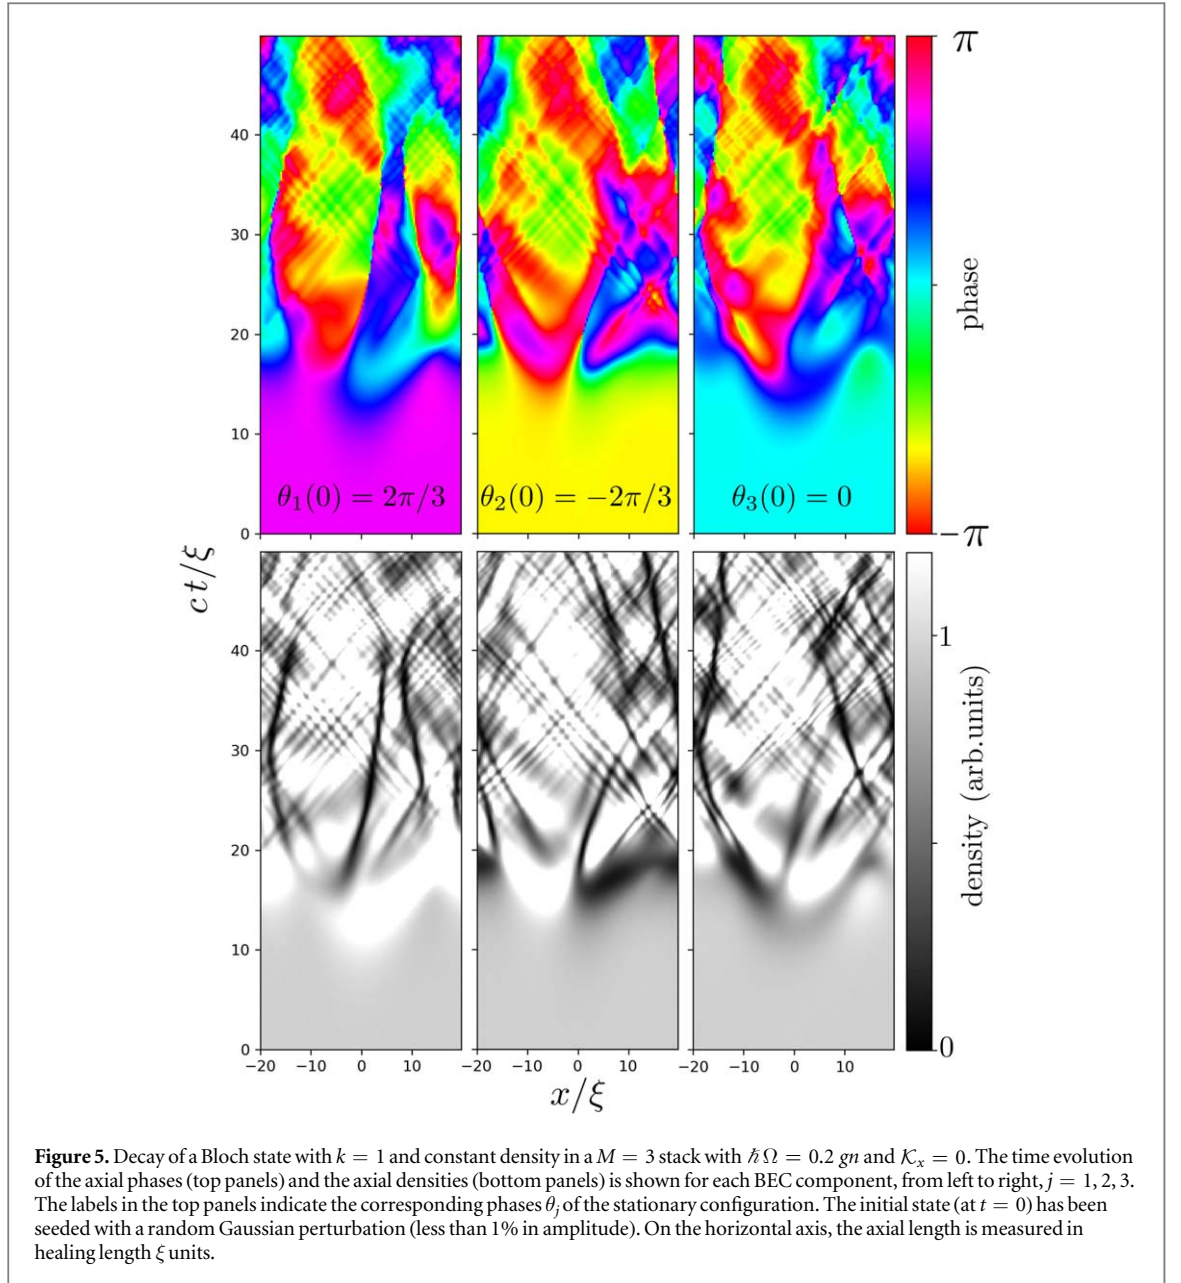 π
40
30
20
10
0
θ₁(0) = 2π/3
θ₂(0) = −2π/3
θ₃(0) = 0
phase
−π
ct/ξ
40
30
20
10
0
1
density (arb.units)
0
−20 −10 0 10 −20 −10 0 10 −20 −10 0 10
x/ξ
Figure 5. Decay of a Bloch state with k = 1 and constant density in a M = 3 stack with ℏΩ = 0.2 gn and 𝒦ₓ = 0. The time evolution
of the axial phases (top panels) and the axial densities (bottom panels) is shown for each BEC component, from left to right, j = 1, 2, 3.
The labels in the top panels indicate the corresponding phases θⱼ of the stationary configuration. The initial state (at t = 0) has been
seeded with a random Gaussian perturbation (less than 1% in amplitude). On the horizontal axis, the axial length is measured in
healing length ξ units.